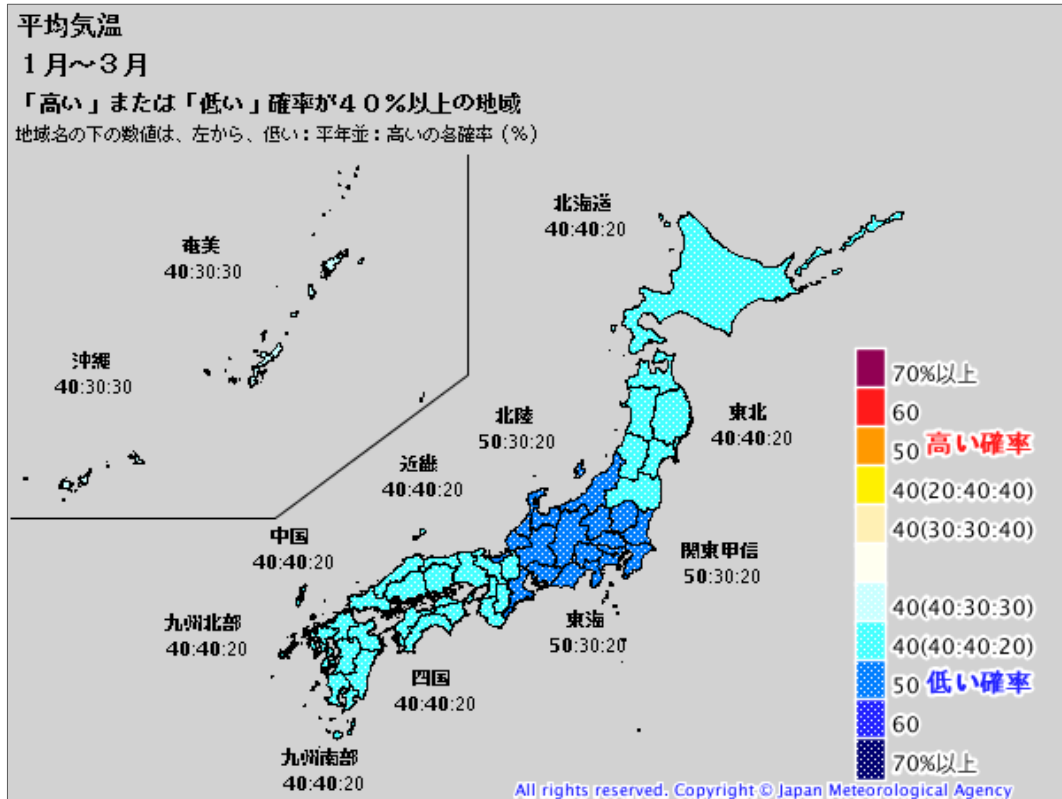 平均気温
１月～３月
「高い」または「低い」確率が４０％以上の地域
地域名の下の数値は、左から、低い：平年並：高いの各確率（％）
北海道
40:40:20
奄美
40:30:30
沖縄
40:30:30
北陸
50:30:20
東北
40:40:20
近畿
40:40:20
中国
40:40:20
関東甲信
50:30:20
九州北部
40:40:20
東海
50:30:20
四国
40:40:20
九州南部
40:40:20
70%以上
60
50 高い確率
40(20:40:40)
40(30:30:40)
40(40:30:30)
40(40:40:20)
50 低い確率
60
70%以上
All rights reserved. Copyright © Japan Meteorological Agency